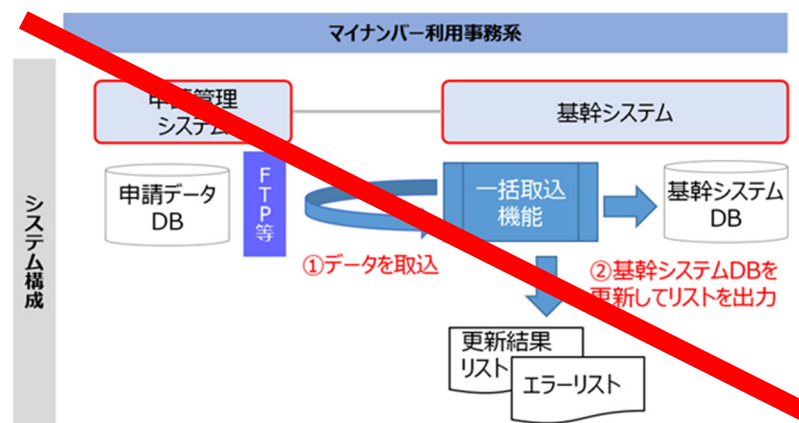 マイナンバー利用事務系
システム構成
申請管理
システム
基幹システム
申請データ
DB
FTP等
一括取込
機能
基幹システム
DB
①データを取込
②基幹システムDBを
更新してリストを出力
更新結果
リスト
エラーリスト